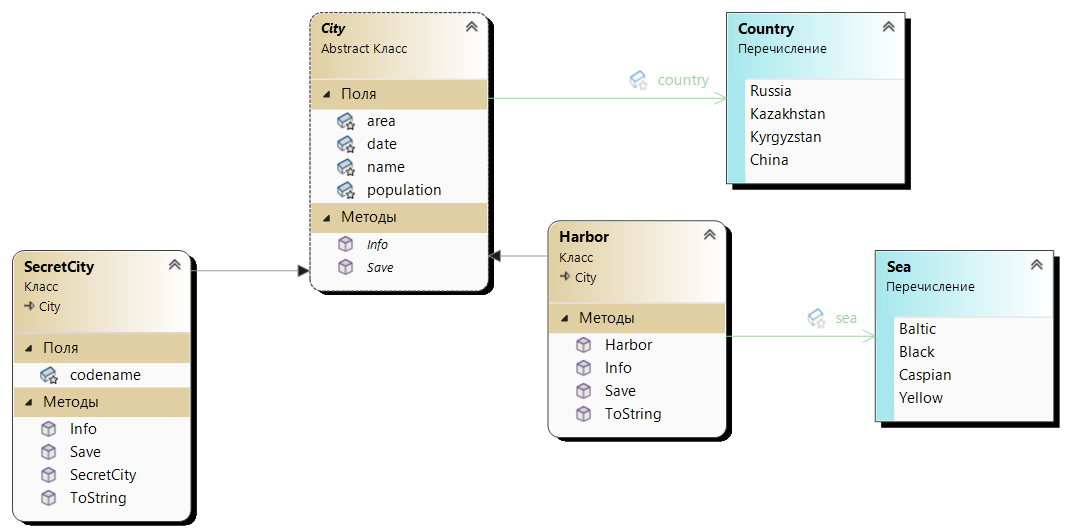 City
Abstract Класс
Поля
area
date
name
population
Методы
Info
Save
country
Country
Перечисление
Russia
Kazakhstan
Kyrgyzstan
China
SecretCity
Класс
City
Поля
codename
Методы
Info
Save
SecretCity
ToString
Harbor
Класс
City
Методы
Harbor
Info
Save
ToString
sea
Sea
Перечисление
Baltic
Black
Caspian
Yellow